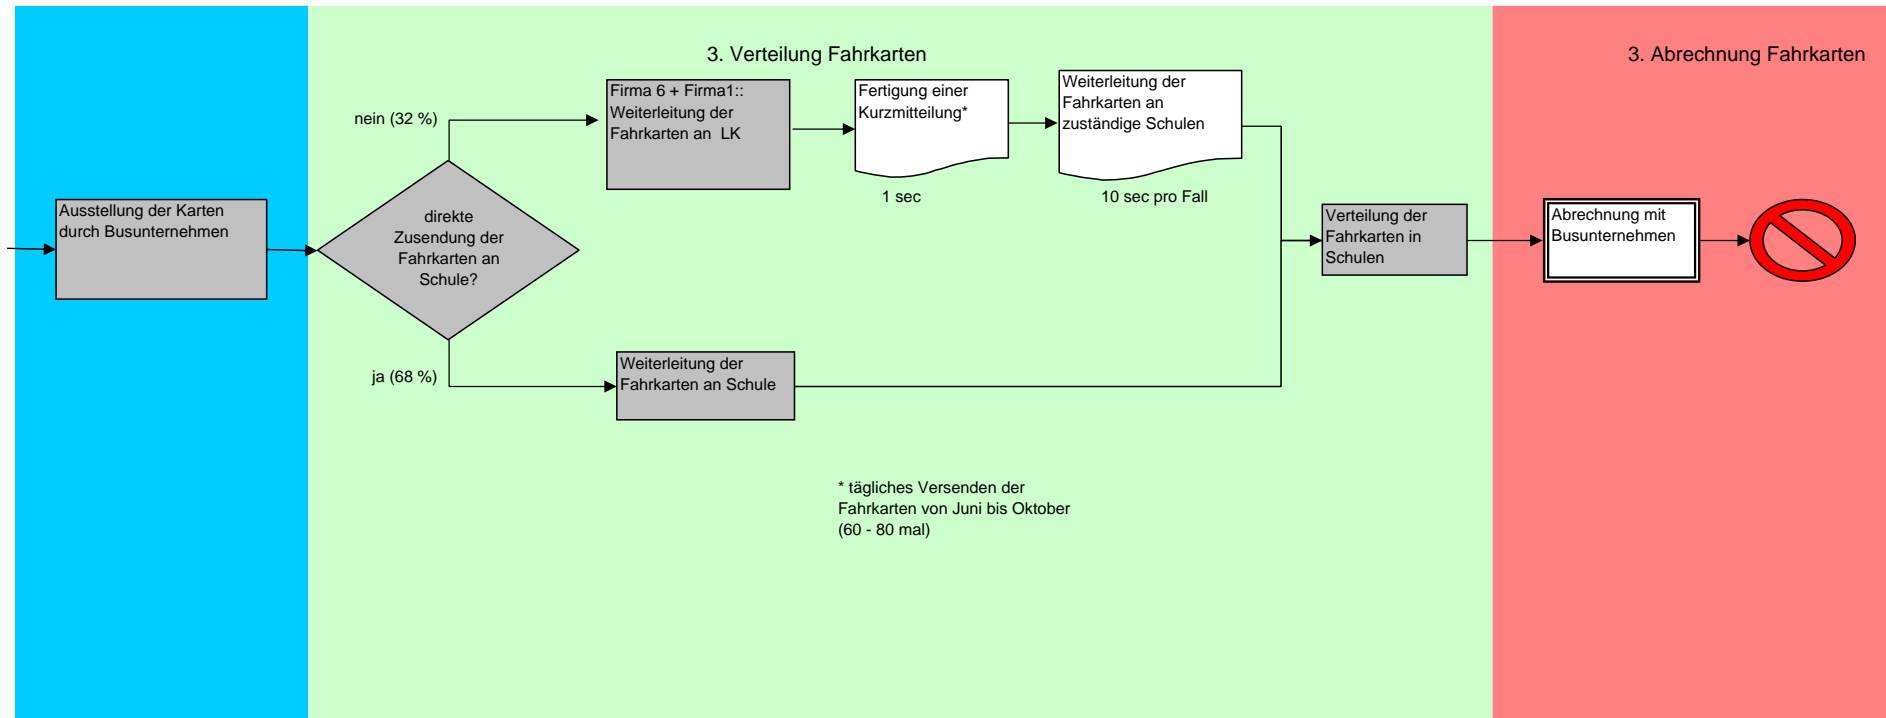 3. Verteilung Fahrkarten
3. Abrechnung Fahrkarten
Ausstellung der Karten
durch Busunternehmen
direkte
Zusendung der
Fahrkarten an
Schule?
nein (32 %)
Firma 6 + Firma1::
Weiterleitung der
Fahrkarten an  LK
Fertigung einer
Kurzmitteilung*
1 sec
Weiterleitung der
Fahrkarten an
zuständige Schulen
10 sec pro Fall
ja (68 %)
Weiterleitung der
Fahrkarten an Schule
Verteilung der
Fahrkarten in
Schulen
Abrechnung mit
Busunternehmen
* tägliches Versenden der
Fahrkarten von Juni bis Oktober
(60 - 80 mal)